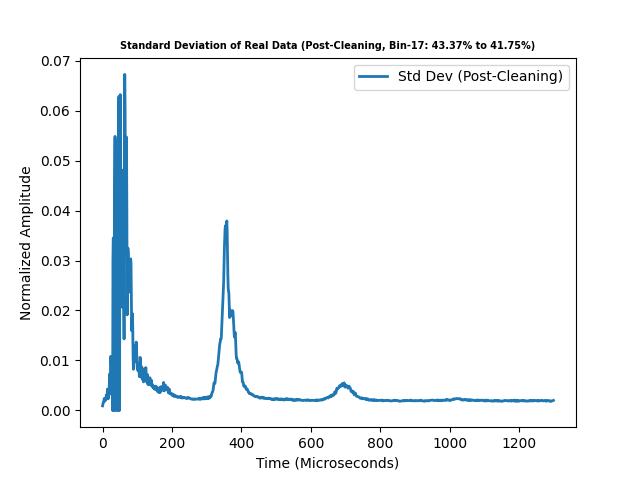 Standard Deviation of Real Data (Post-Cleaning, Bin-17: 43.37% to 41.75%)
Std Dev (Post-Cleaning)
Normalized Amplitude
0.07
0.06
0.05
0.04
0.03
0.02
0.01
0.00
0 200 400 600 800 1000 1200
Time (Microseconds)